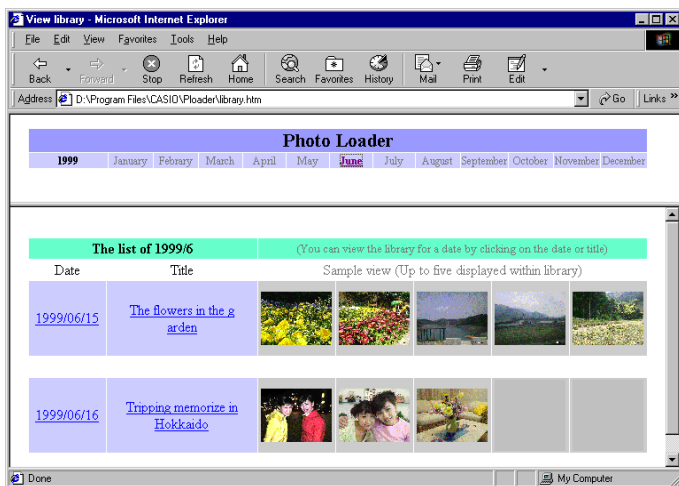 View library - Microsoft Internet Explorer
File Edit View Favorites Tools Help
Back Forward Stop Refresh Home Search Favorites History Mail Print Edit
Address D:\Program Files\CASIO\Ploader\library.htm Go Links »
Photo Loader
1999 January Febrary March April May June July August September October November December
The list of 1999/6 (You can view the library for a date by clicking on the date or title)
Date Title Sample view (Up to five displayed within library)
1999/06/15 The flowers in the g
arden
1999/06/16 Tripping memorize in
Hokkaido
Done My Computer